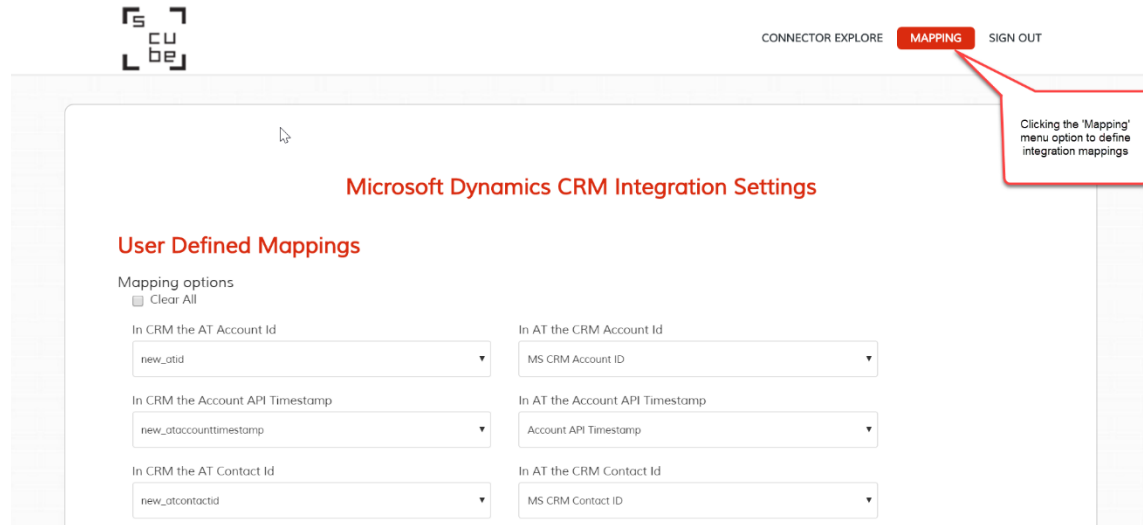 s
cu
be
CONNECTOR EXPLORE MAPPING SIGN OUT
Clicking the 'Mapping'
menu option to define
integration mappings
Microsoft Dynamics CRM Integration Settings
User Defined Mappings
Mapping options
Clear All
In CRM the AT Account Id In AT the CRM Account Id
new_atid MS CRM Account ID
In CRM the Account API Timestamp In AT the Account API Timestamp
new_ataccounttimestamp Account API Timestamp
In CRM the AT Contact Id In AT the CRM Contact Id
new_atcontactid MS CRM Contact ID